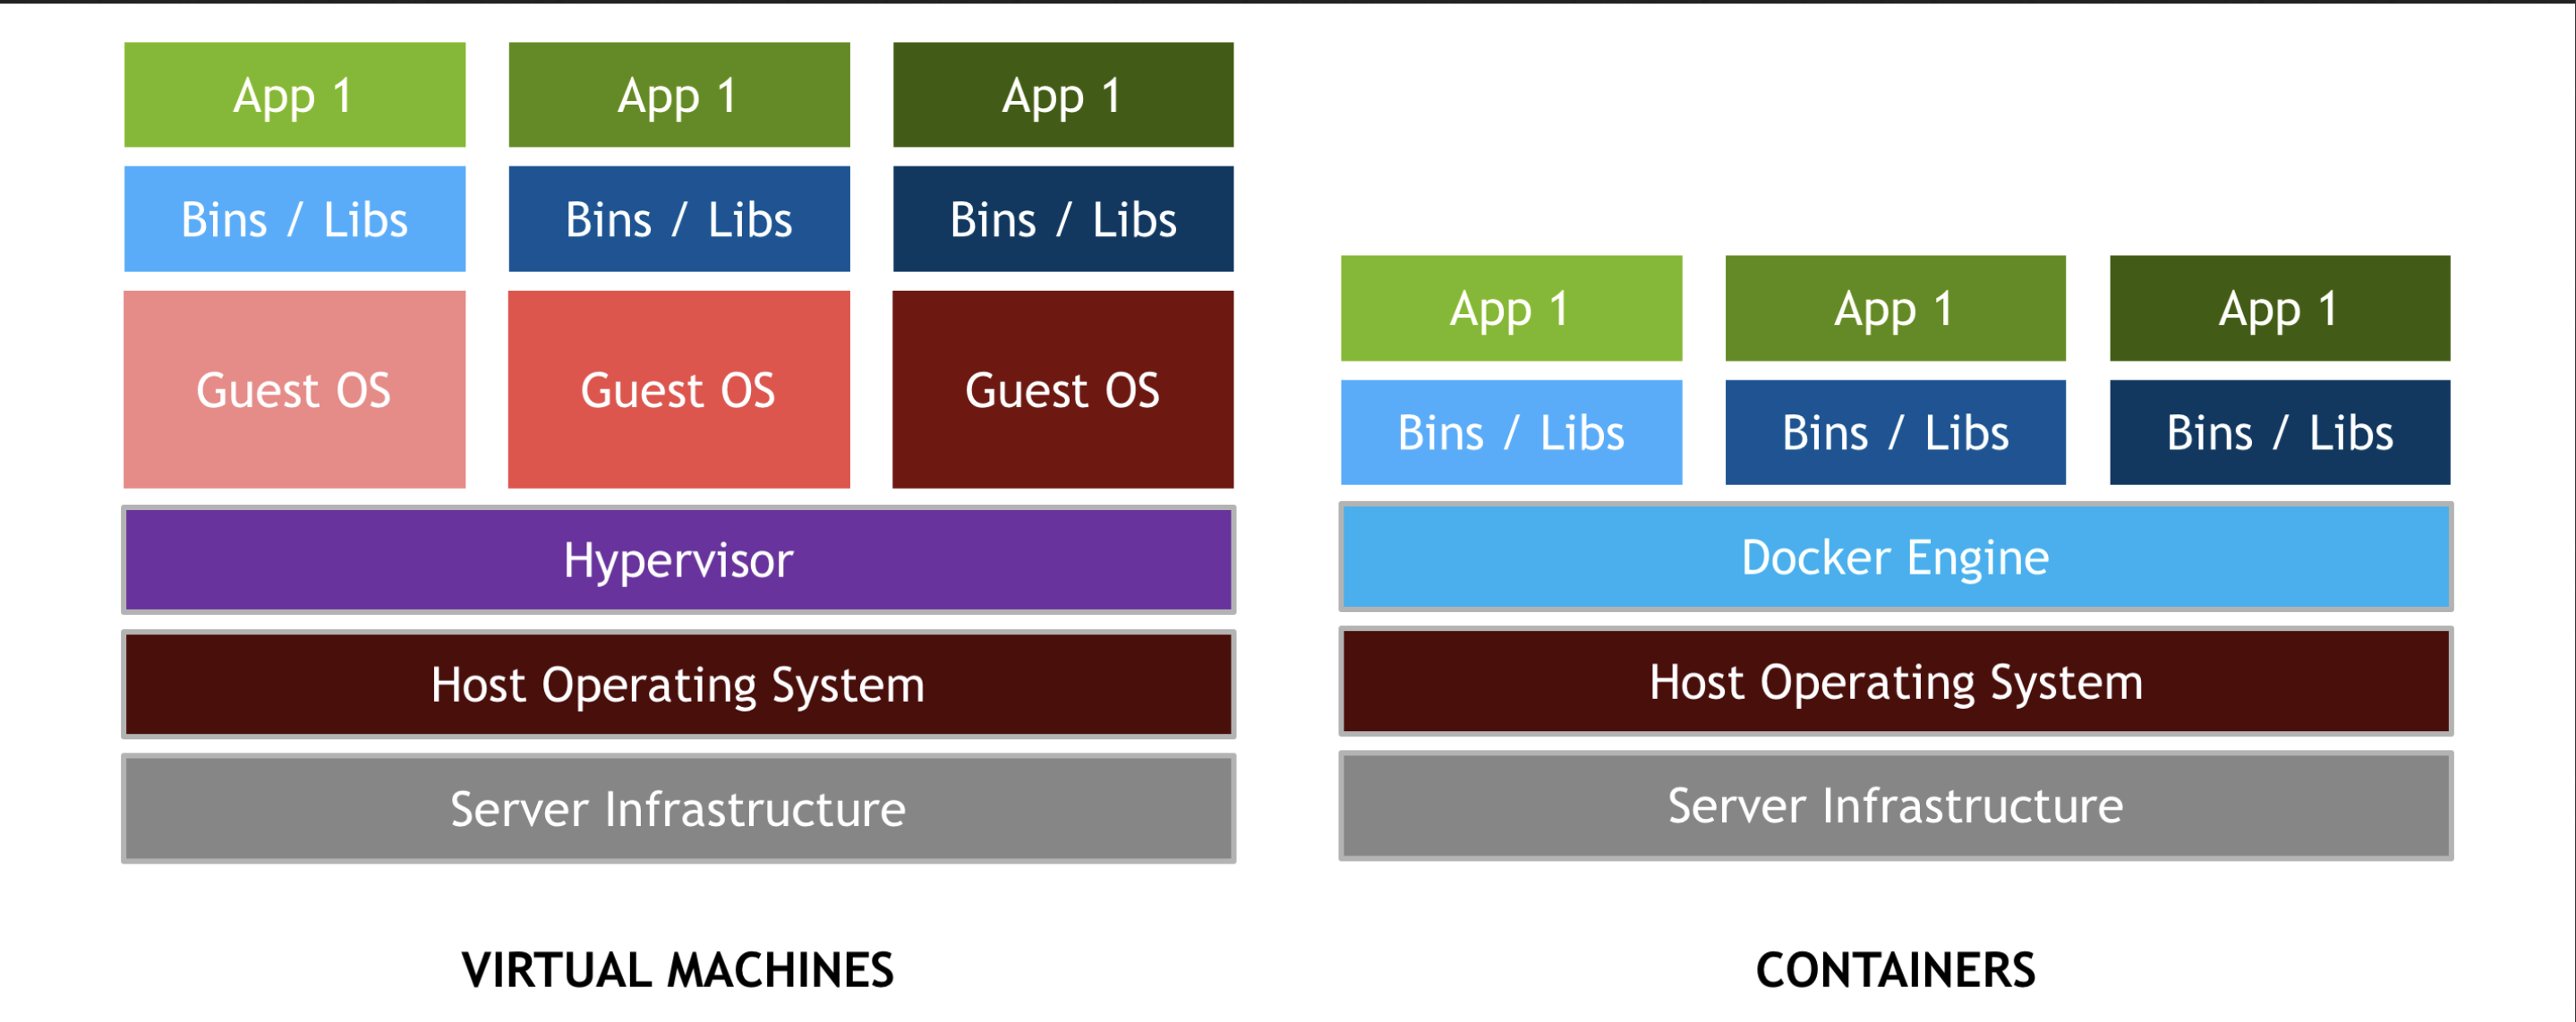 App 1
App 1
App 1
Bins / Libs
Bins / Libs
Bins / Libs
Guest OS
Guest OS
Guest OS
Hypervisor
Host Operating System
Server Infrastructure
VIRTUAL MACHINES
App 1
App 1
App 1
Bins / Libs
Bins / Libs
Bins / Libs
Docker Engine
Host Operating System
Server Infrastructure
CONTAINERS